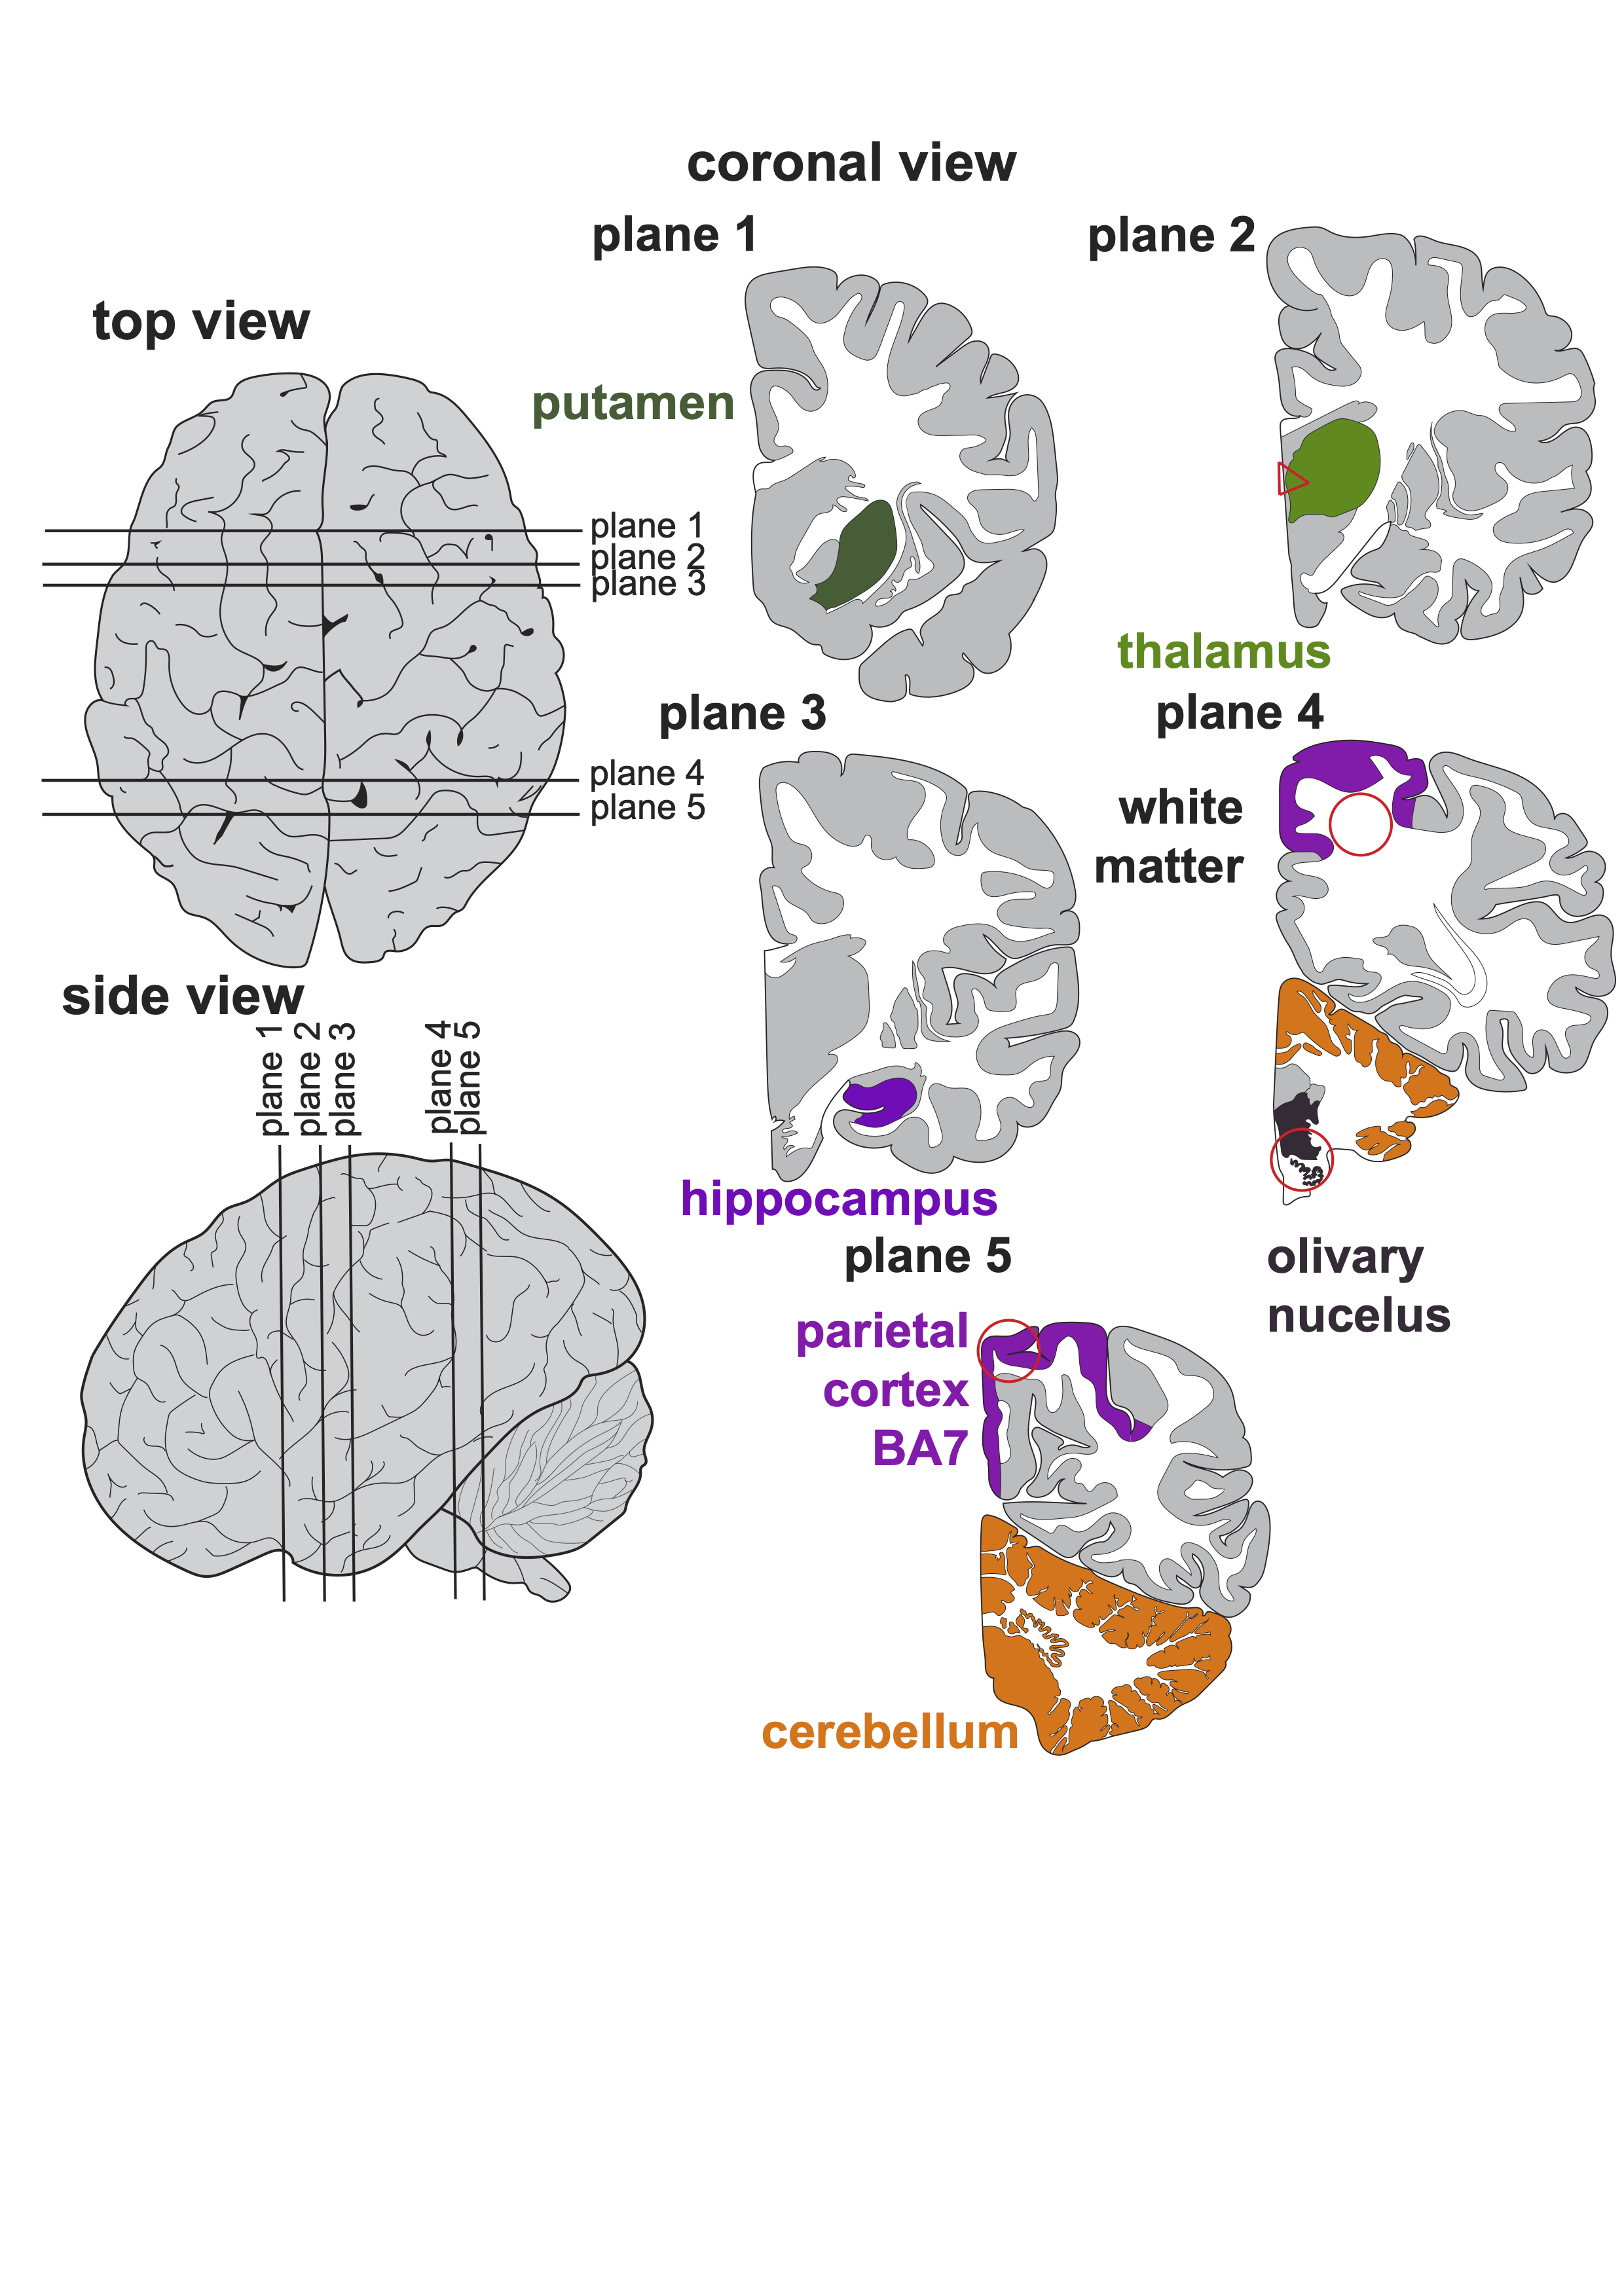 coronal view
plane 1
plane 2
top view
putamen
plane 1
plane 2
plane 3
thalamus
plane 3
plane 4
plane 4
plane 5
white
matter
side view
plane 1
plane 2
plane 3
plane 4
plane 5
hippocampus
plane 5
olivary
nucelus
parietal
cortex
BA7
cerebellum